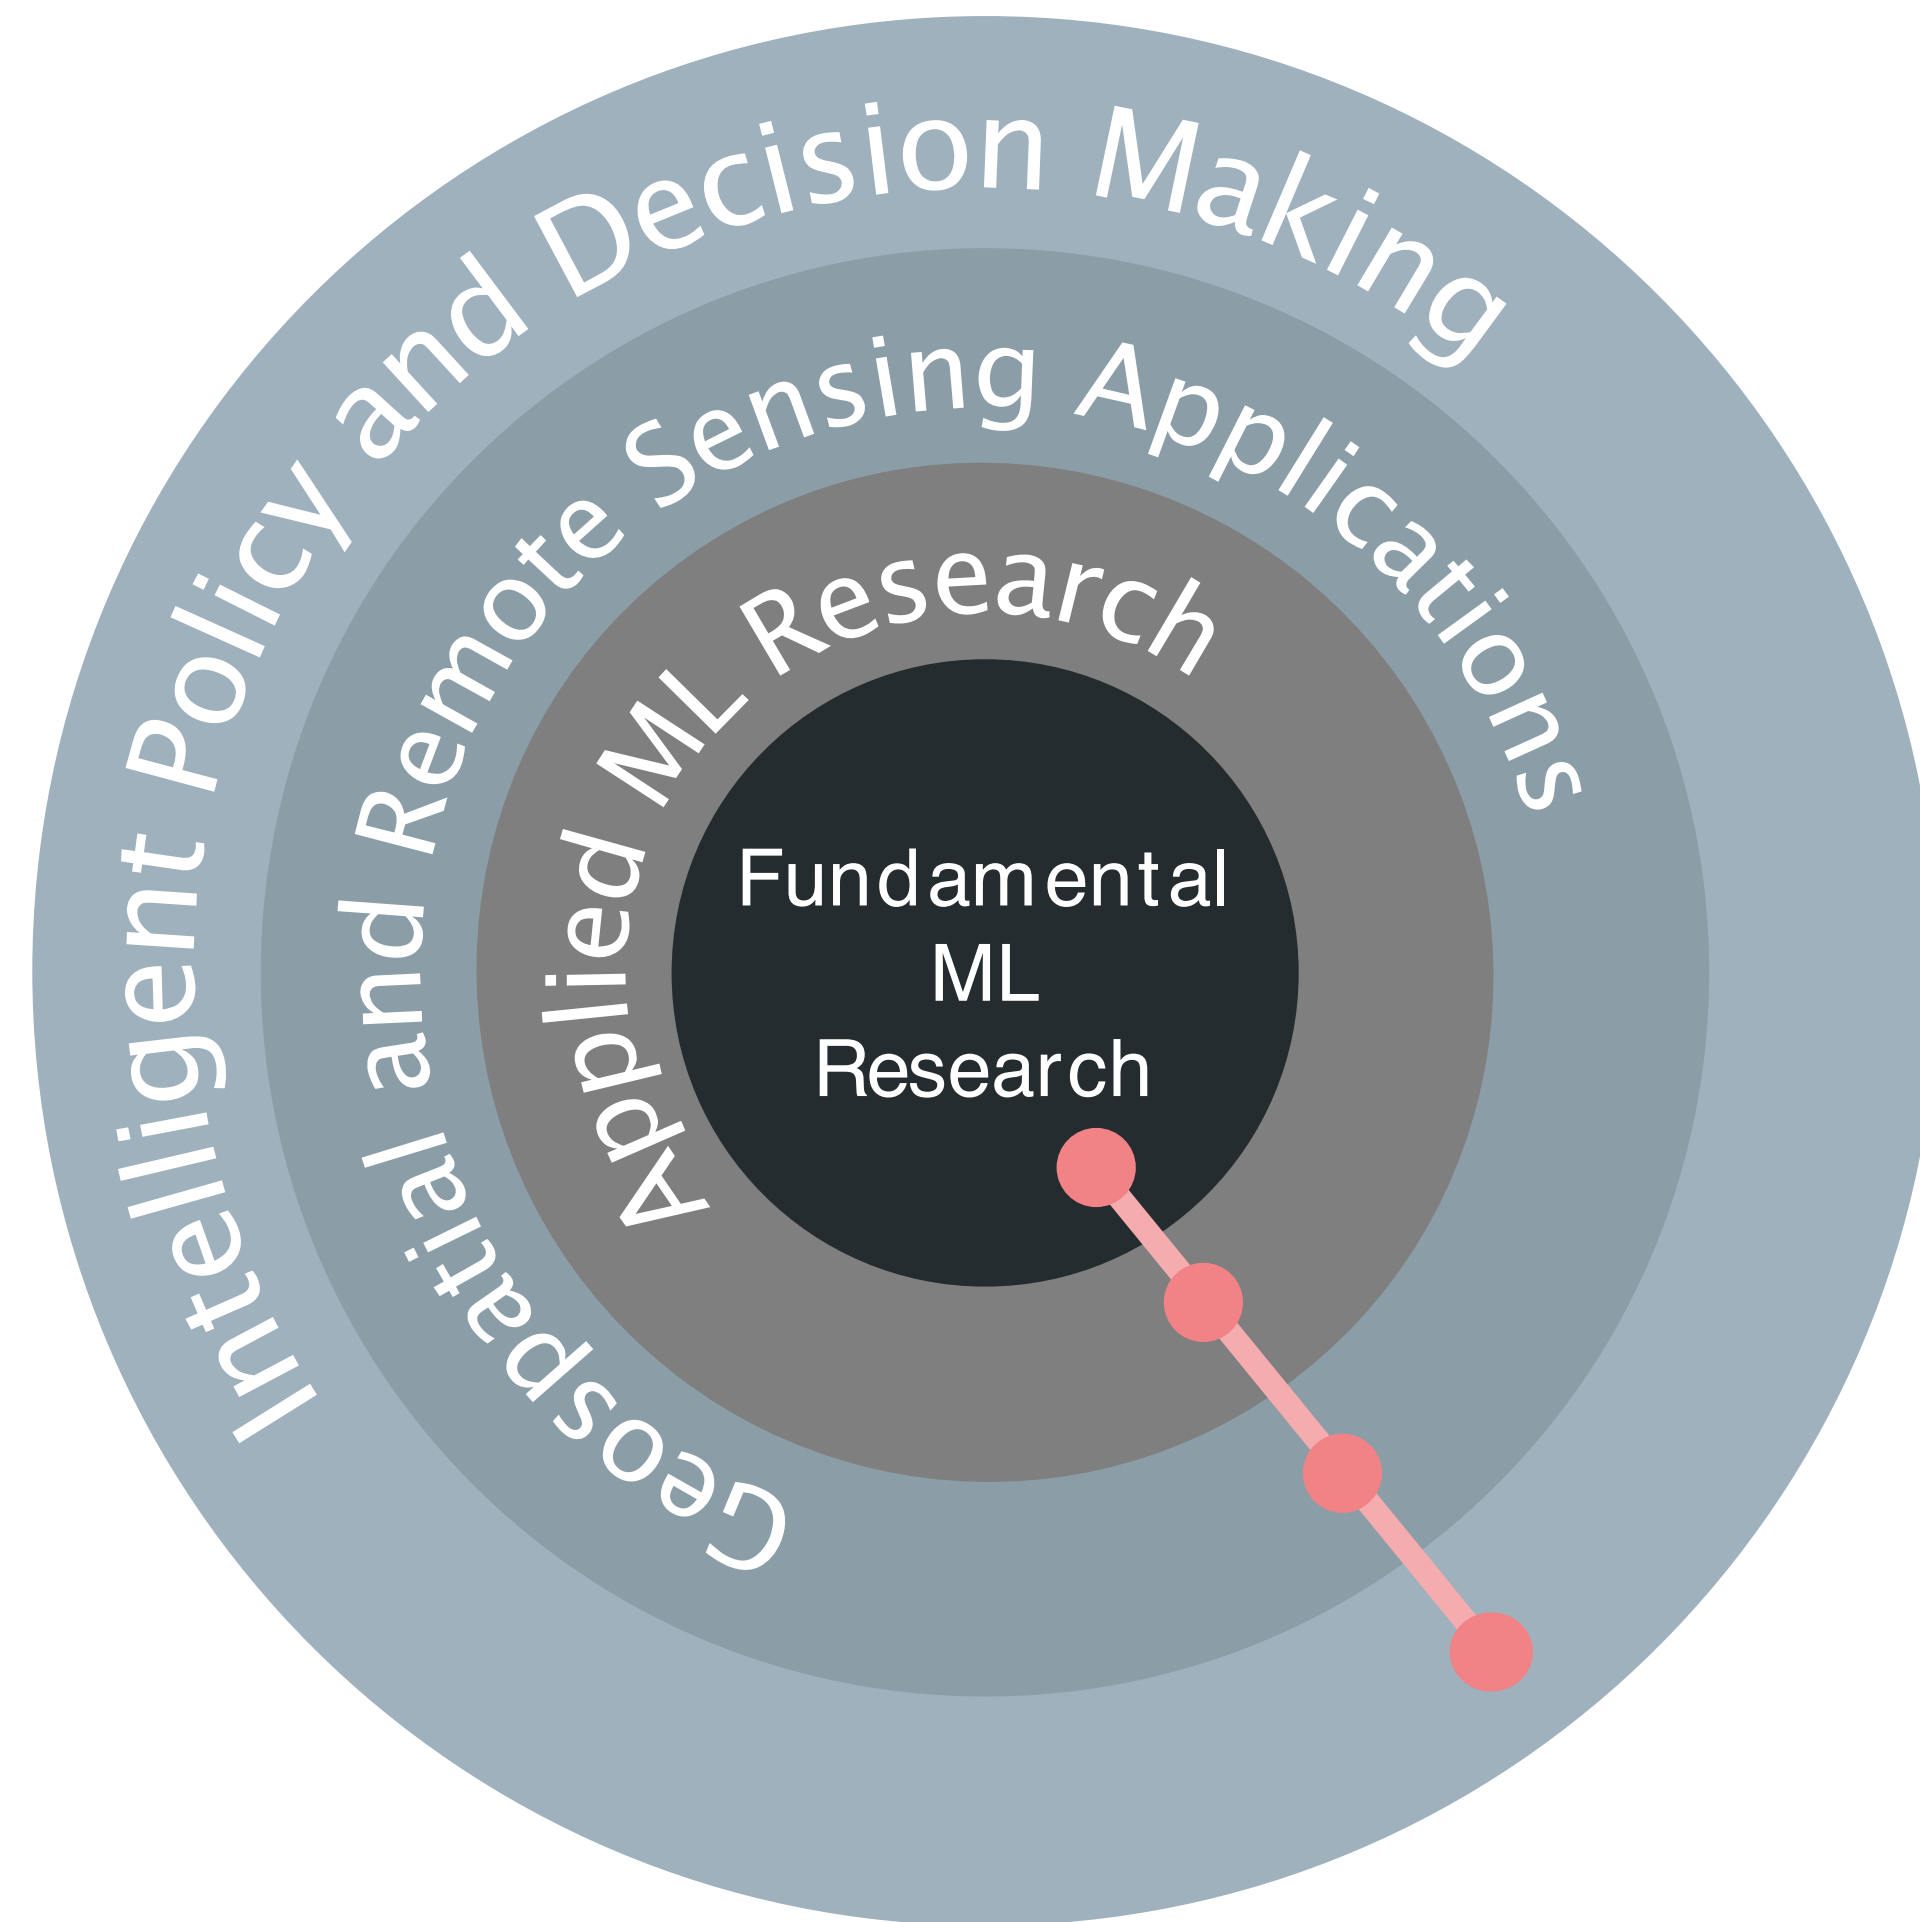 Intelligent Policy and Decision Making
Geospatial and Remote Sensing Applications
Applied ML Research
Fundamental
ML
Research